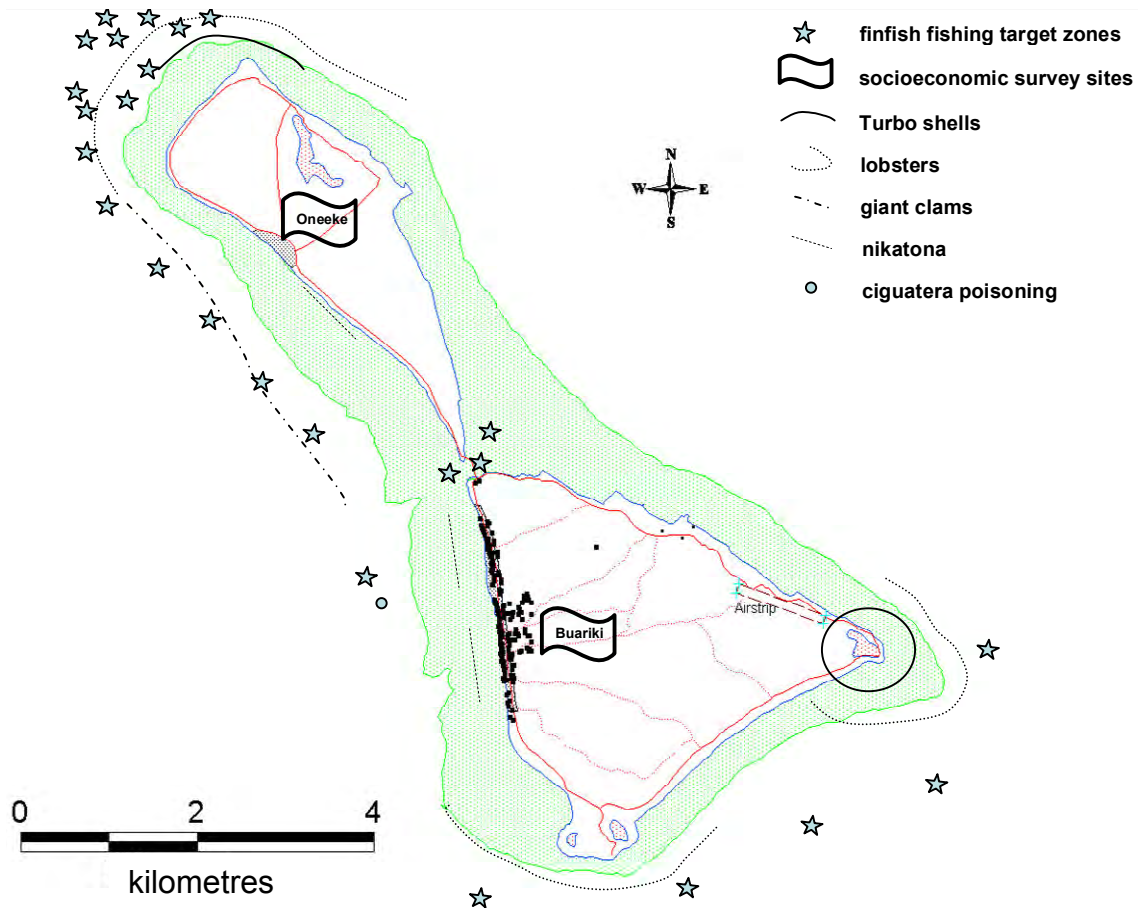 finfish fishing target zones
socioeconomic survey sites
Turbo shells
lobsters
giant clams
nikatona
ciguatera poisoning
N
W E
S
Oneeke
Airstrip
Buariki
0 2 4
kilometres